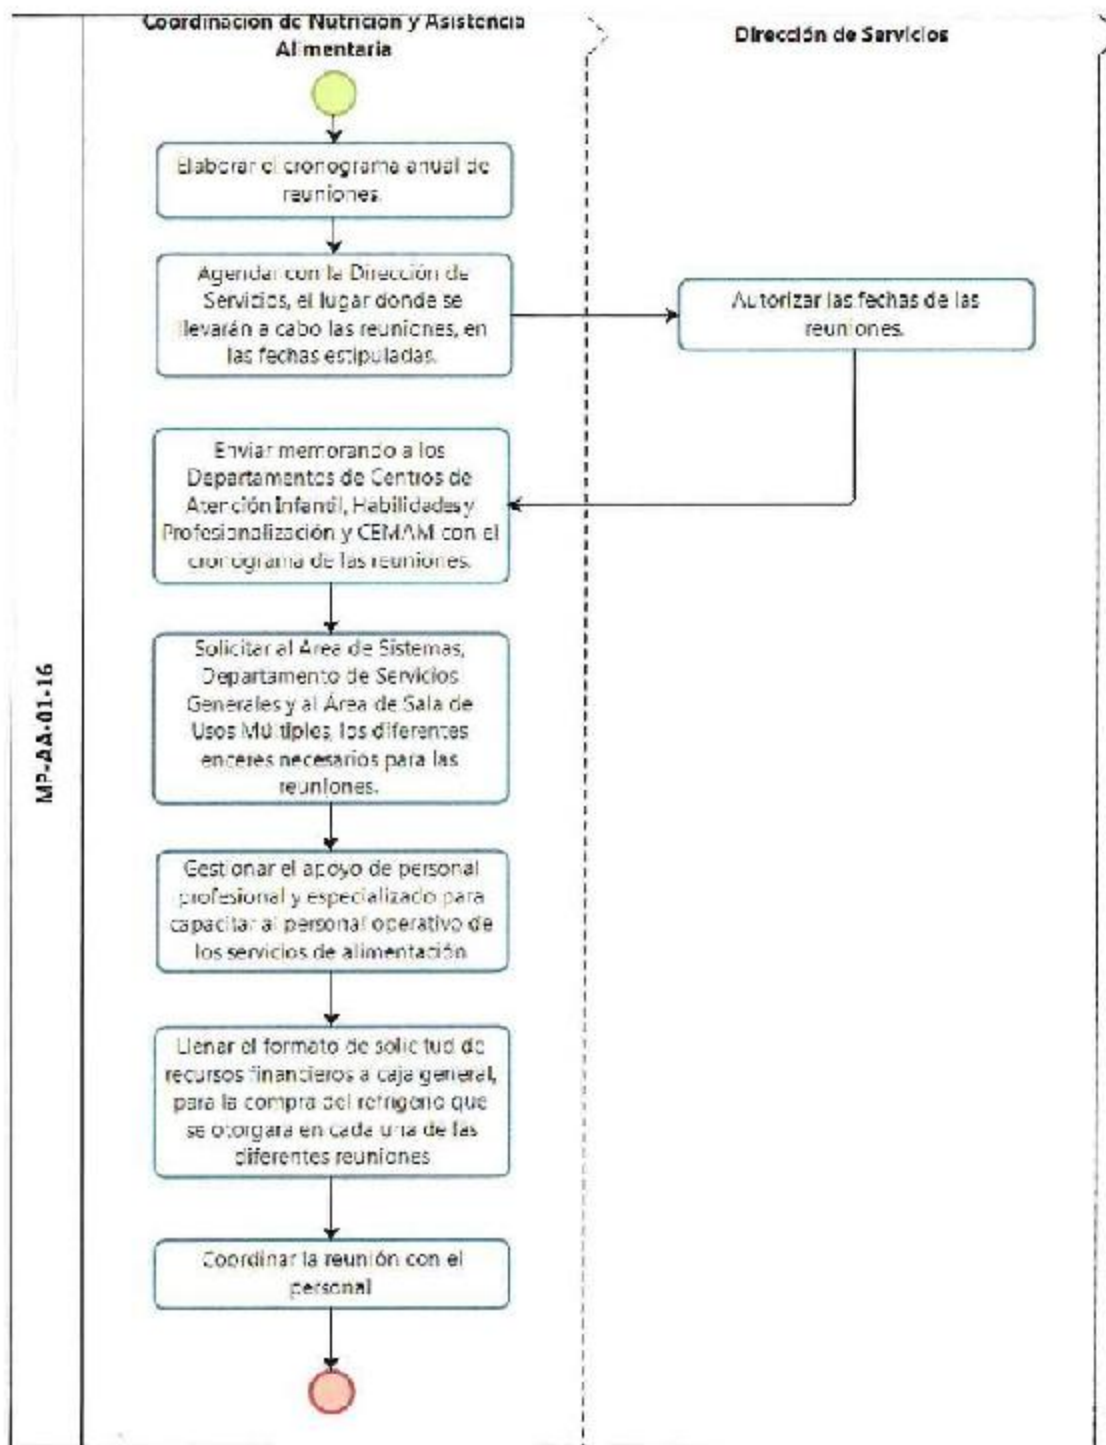 Coordinación de Nutrición y Asistencia
Alimentaria
Dirección de Servicios
Elaborar el cronograma anual de
reuniones.
Agendar con la Dirección de
Servicios, el lugar donde se
llevarán a cabo las reuniones, en
las fechas estipuladas.
Autorizar las fechas de las
reuniones.
Enviar memorando a los
Departamentos de Centros de
Atención Infantil, Habilidades y
Profesionalización y CEMAM con el
cronograma de las reuniones.
Solicitar al Área de Sistemas,
Departamento de Servicios
Generales y al Área de Sala de
Usos Múltiples, los diferentes
enceres necesarios para las
reuniones.
Gestionar el apoyo de personal
profesional y especializado para
capacitar al personal operativo de
los servicios de alimentación
Llenar el formato de solicitud de
recursos financieros a caja general,
para la compra del refrigerio que
se otorgara en cada una de las
diferentes reuniones
Coordinar la reunión con el
personal
MP-AA-01-16